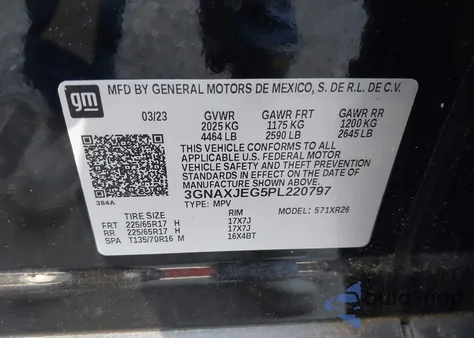 gm
MFD BY GENERAL MOTORS DE MEXICO, S. DE R.L. DE C.V.
03/23 GVWR GAWR FRT GAWR RR
2025 KG 1175 KG 1200 KG
4464 LB 2590 LB 2645 LB
THIS VEHICLE CONFORMS TO ALL
APPLICABLE U.S. FEDERAL MOTOR
VEHICLE SAFETY AND THEFT PREVENTION
STANDARDS IN EFFECT ON THE DATE OF
MANUFACTURE SHOWN ABOVE.
384A 3GNAXJEG5PL220797
TYPE: MPV MODEL: 571XR26
TIRE SIZE RIM
FRT 225/65R17 H 17X7J
RR 225/65R17 H 17X7J
SPA T135/70R16 M 16X4BT
autosnap